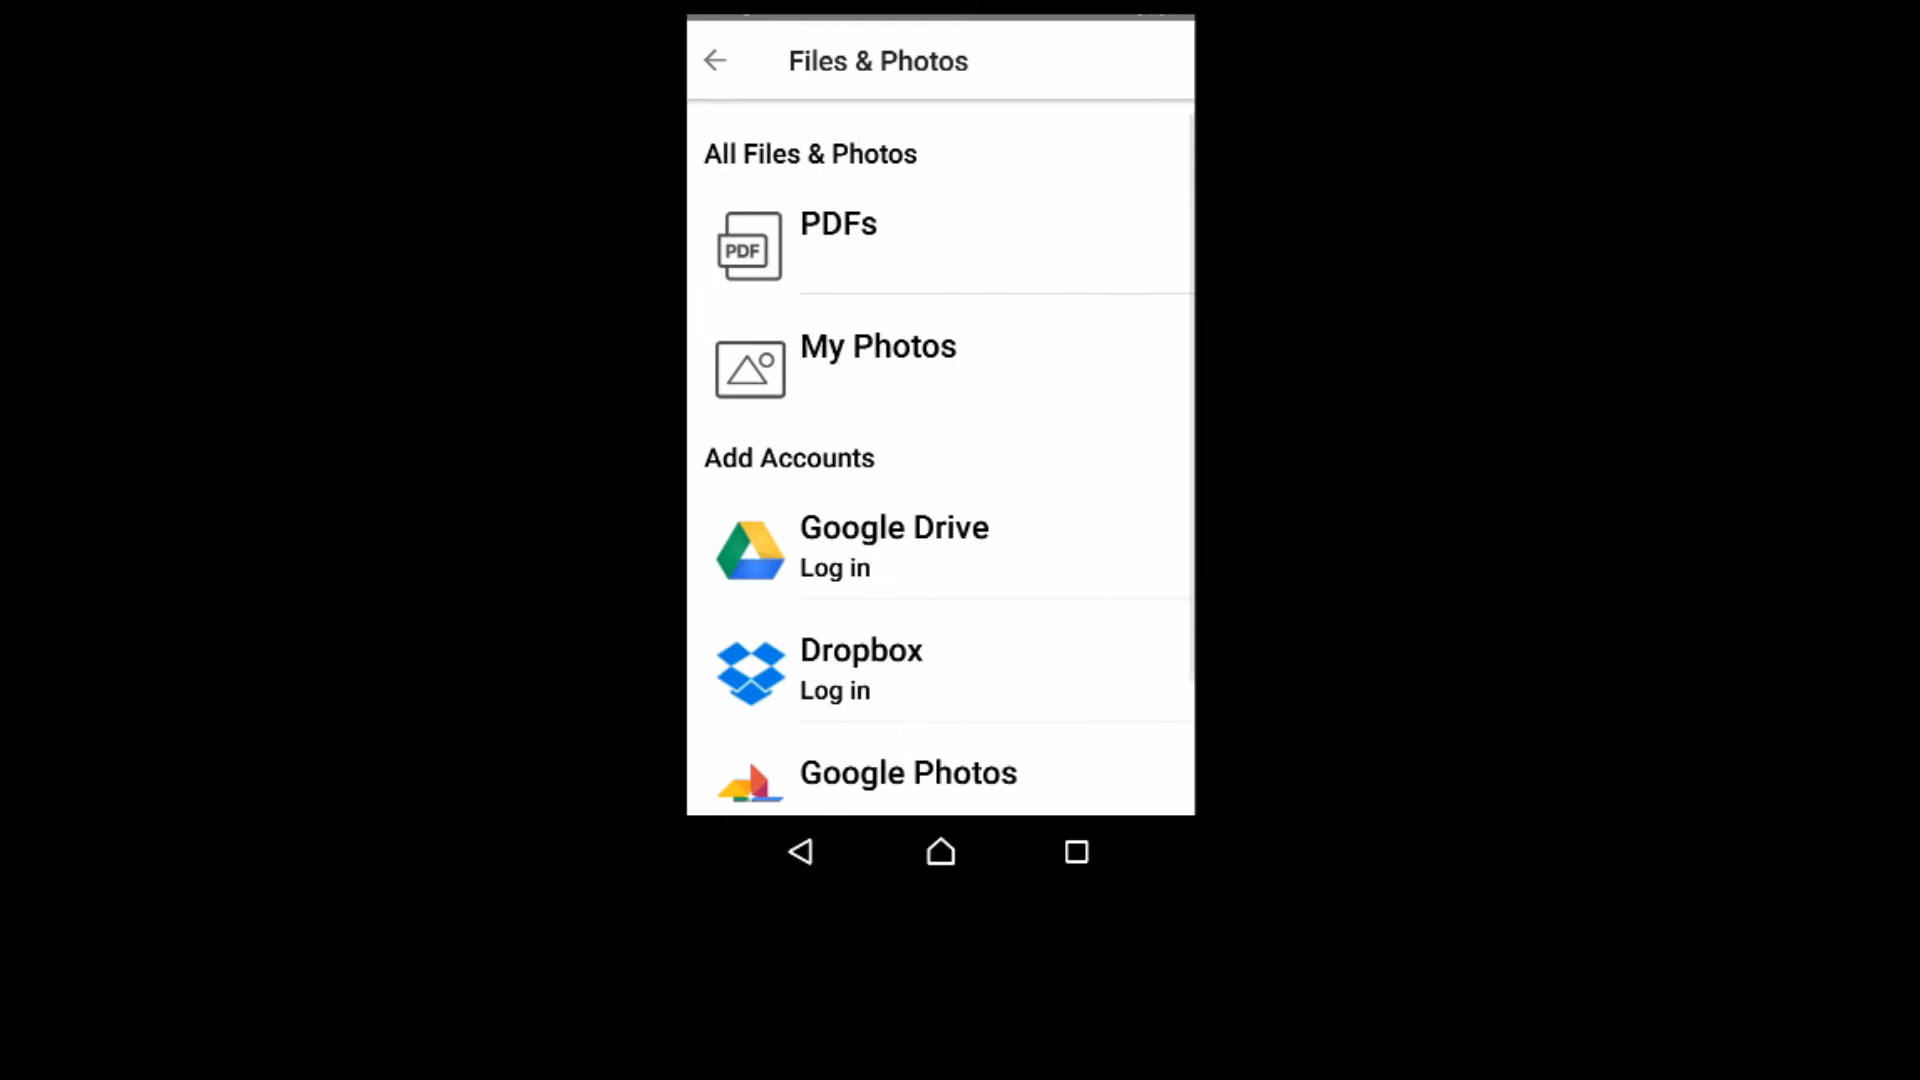 Files & Photos
All Files & Photos
PDF
PDFs
My Photos
Add Accounts
Google Drive
Log in
Dropbox
Log in
Google Photos